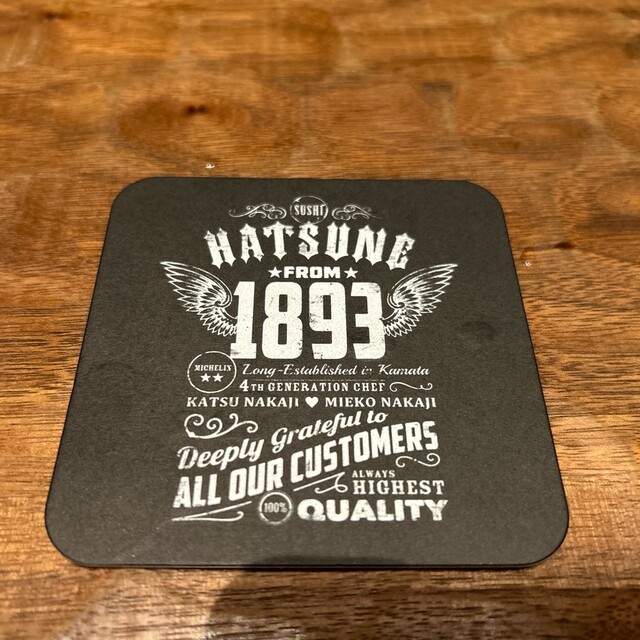 SUSHI
HATSUNE
★FROM★
1893
MICHELIN
★★
Long-Established in Kamata
4TH GENERATION CHEF
KATSU NAKAJI ♥ MIEKO NAKAJI
Deeply Grateful to
ALL OUR CUSTOMERS
ALWAYS
HIGHEST
100%
QUALITY